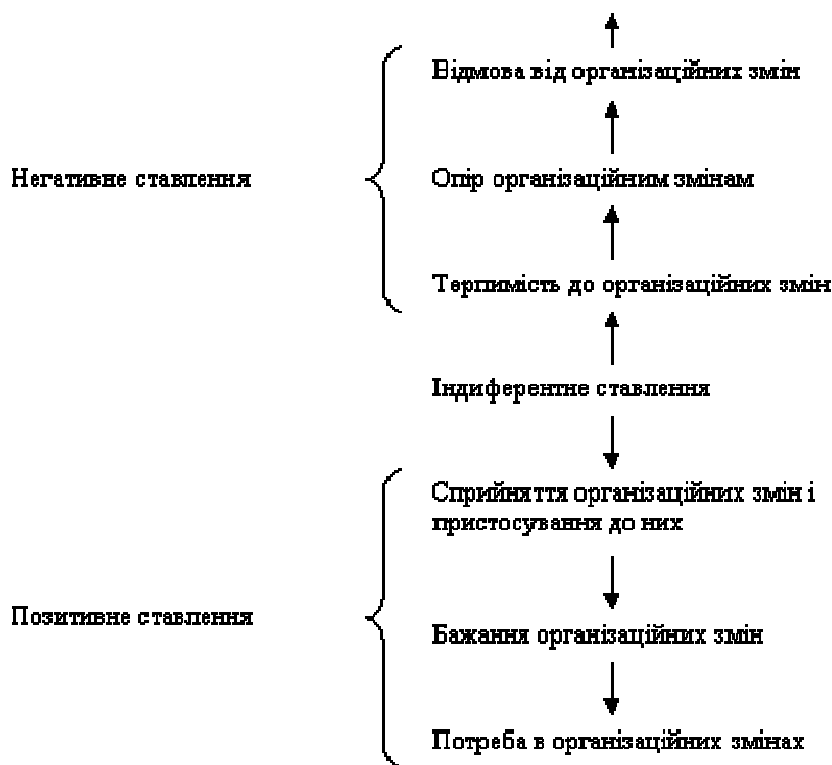 Відмова від організаційних змін
Негативне ставлення
Опір організаційним змінам
Терпимість до організаційних змін
Індиферентне ставлення
Сприйняття організаційних змін і
пристосування до них
Позитивне ставлення
Бажання організаційних змін
Потреба в організаційних змінах